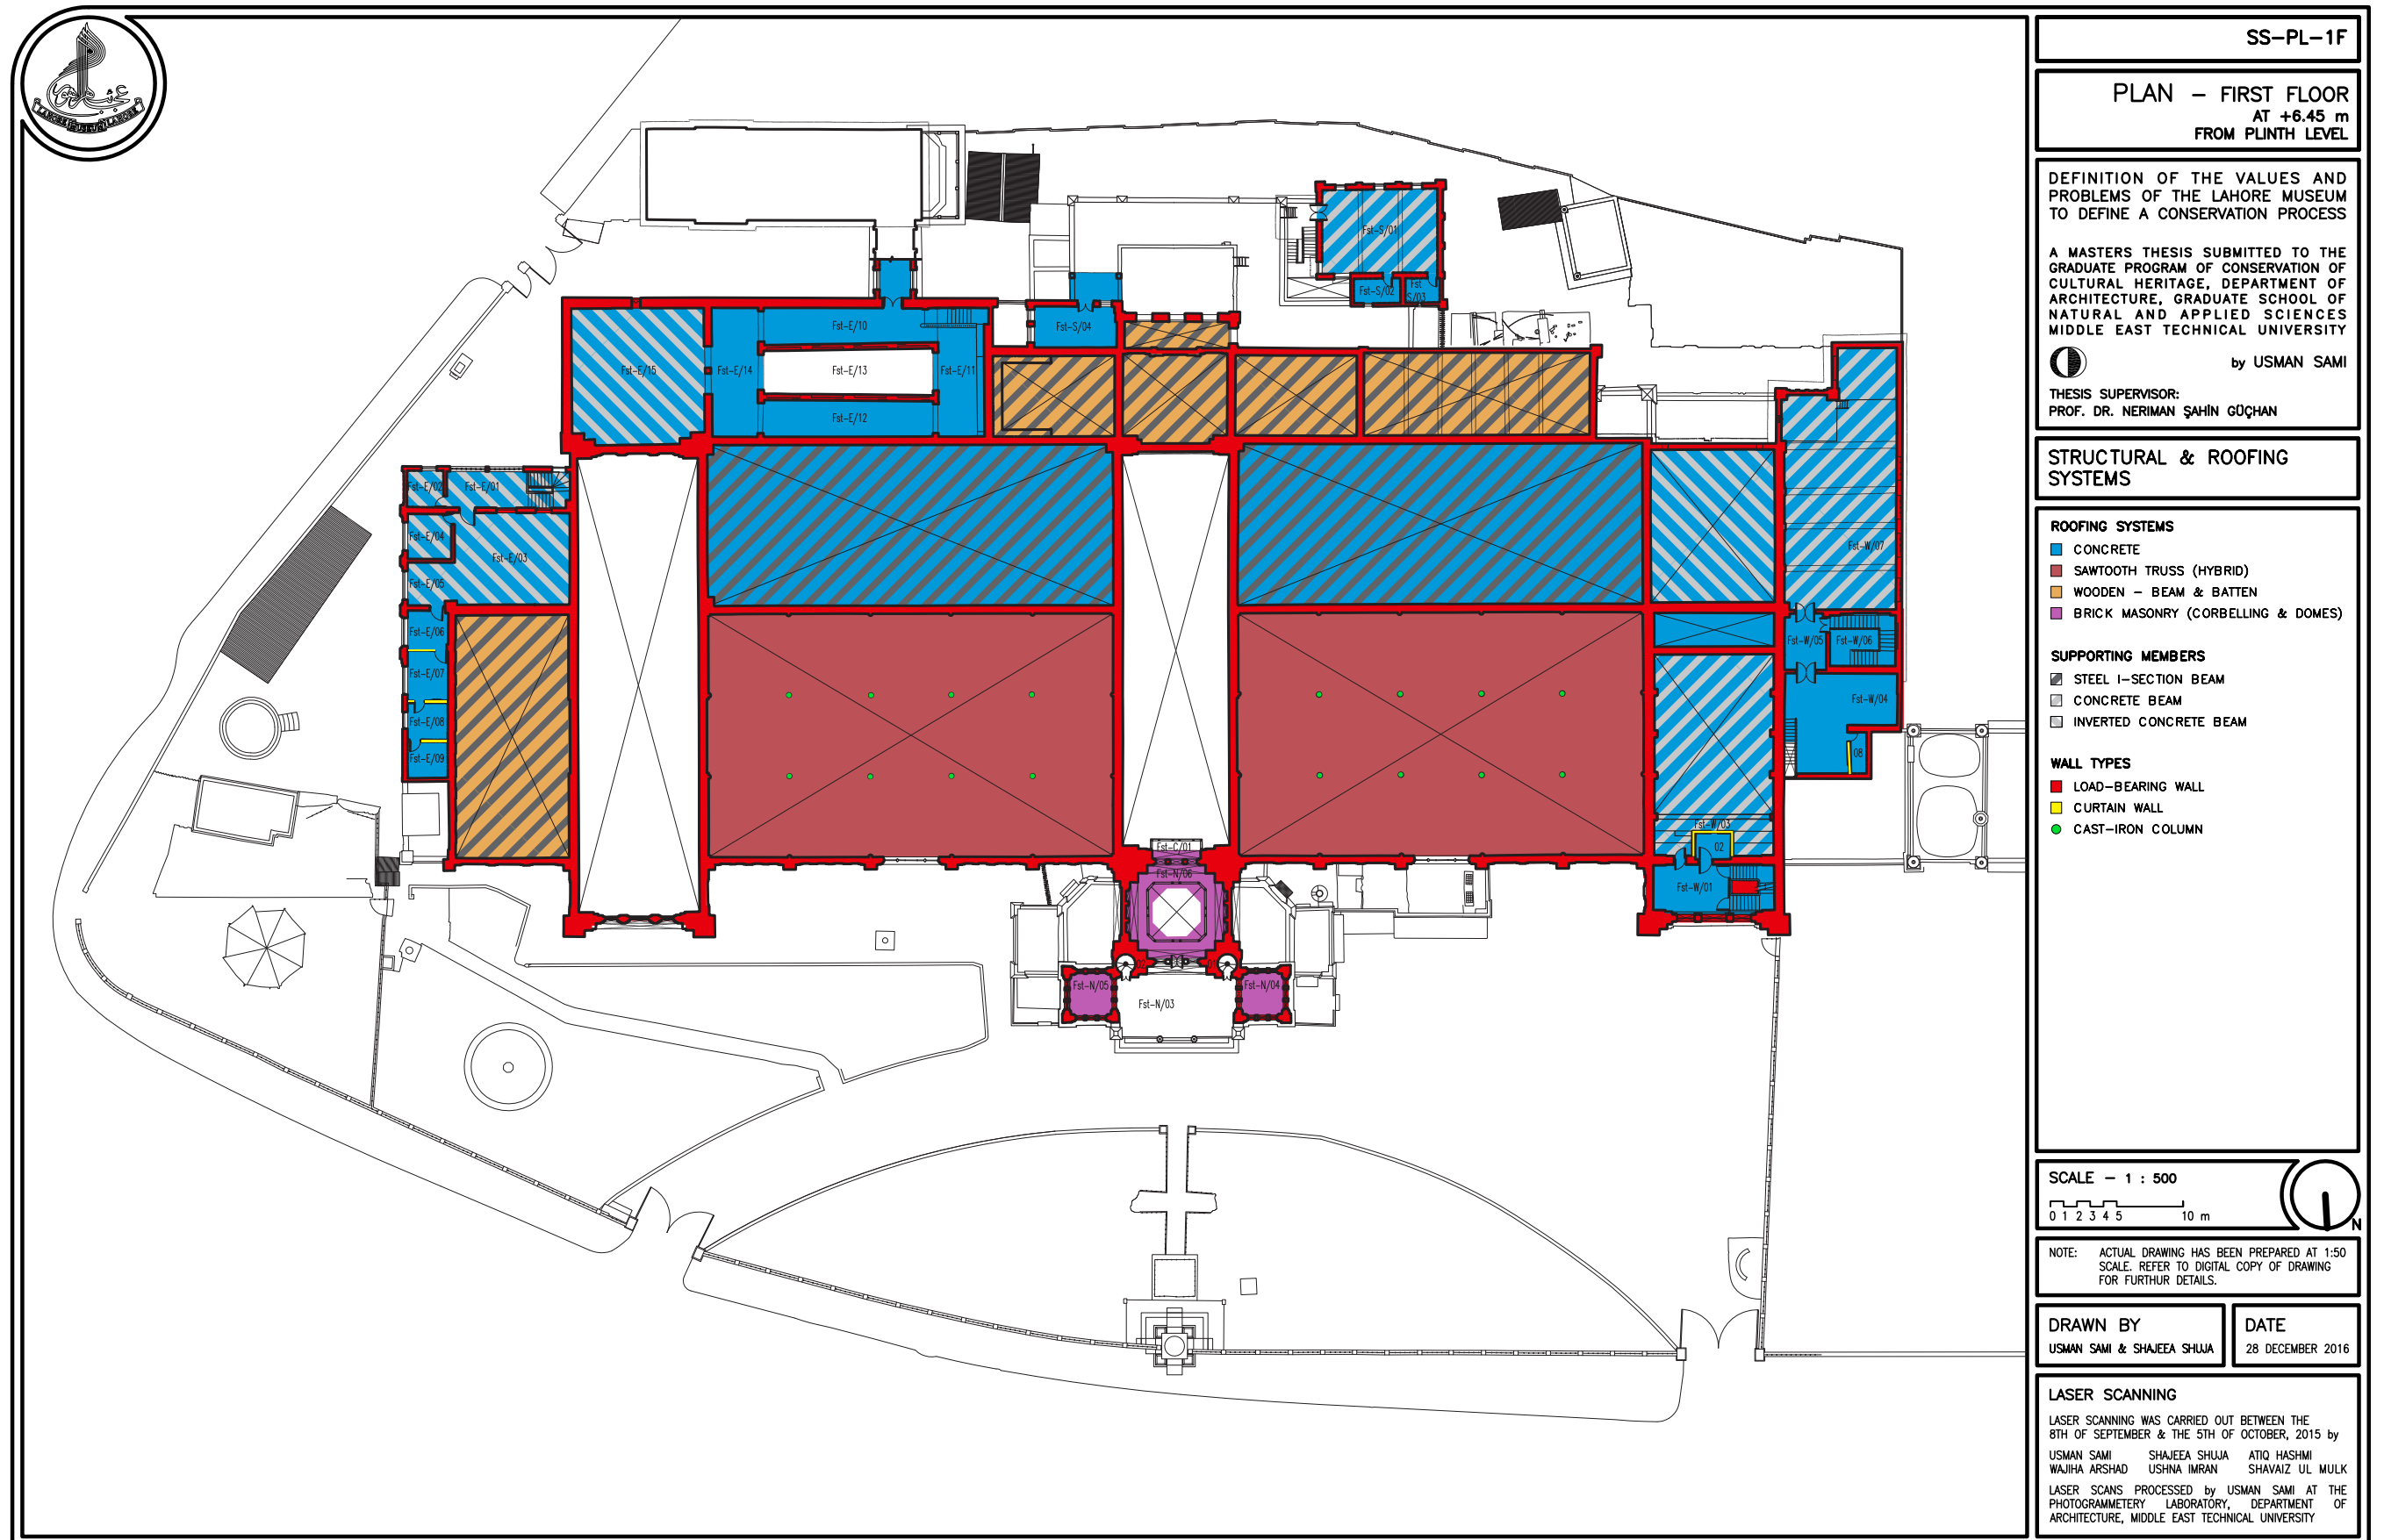 LAHORE MUSEUM LAHORE
SS-PL-1F
PLAN - FIRST FLOOR
AT +6.45 m
FROM PLINTH LEVEL
DEFINITION OF THE VALUES AND
PROBLEMS OF THE LAHORE MUSEUM
TO DEFINE A CONSERVATION PROCESS
A MASTERS THESIS SUBMITTED TO THE
GRADUATE PROGRAM OF CONSERVATION OF
CULTURAL HERITAGE, DEPARTMENT OF
ARCHITECTURE, GRADUATE SCHOOL OF
NATURAL AND APPLIED SCIENCES
MIDDLE EAST TECHNICAL UNIVERSITY
by USMAN SAMI
THESIS SUPERVISOR:
PROF. DR. NERIMAN ŞAHİN GÜÇHAN
STRUCTURAL & ROOFING
SYSTEMS
ROOFING SYSTEMS
CONCRETE
SAWTOOTH TRUSS (HYBRID)
WOODEN - BEAM & BATTEN
BRICK MASONRY (CORBELLING & DOMES)
SUPPORTING MEMBERS
STEEL I-SECTION BEAM
CONCRETE BEAM
INVERTED CONCRETE BEAM
WALL TYPES
LOAD-BEARING WALL
CURTAIN WALL
CAST-IRON COLUMN
SCALE - 1 : 500
0 1 2 3 4 5 10 m
N
NOTE: ACTUAL DRAWING HAS BEEN PREPARED AT 1:50
SCALE. REFER TO DIGITAL COPY OF DRAWING
FOR FURTHUR DETAILS.
DRAWN BY
USMAN SAMI & SHAJEEA SHUJA
DATE
28 DECEMBER 2016
LASER SCANNING
LASER SCANNING WAS CARRIED OUT BETWEEN THE
8TH OF SEPTEMBER & THE 5TH OF OCTOBER, 2015 by
USMAN SAMI SHAJEEA SHUJA ATIQ HASHMI
WAJIHA ARSHAD USHNA IMRAN SHAVAIZ UL MULK
LASER SCANS PROCESSED by USMAN SAMI AT THE
PHOTOGRAMMETERY LABORATORY, DEPARTMENT OF
ARCHITECTURE, MIDDLE EAST TECHNICAL UNIVERSITY
Fst-S/01
Fst-S/02
Fst
S/03
Fst-E/10
Fst-S/04
Fst-E/15
Fst-E/14
Fst-E/13
Fst-E/11
Fst-E/12
Fst-E/02
Fst-E/01
Fst-E/04
Fst-E/03
Fst-W/07
Fst-E/05
Fst-E/06
Fst-W/05
Fst-W/06
Fst-E/07
Fst-W/04
Fst-E/08
Fst-E/09
08
Fst-W/03
02
Fst-C/01
Fst-N/06
Fst-W/01
02
01
Fst-N/05
Fst-N/04
Fst-N/03